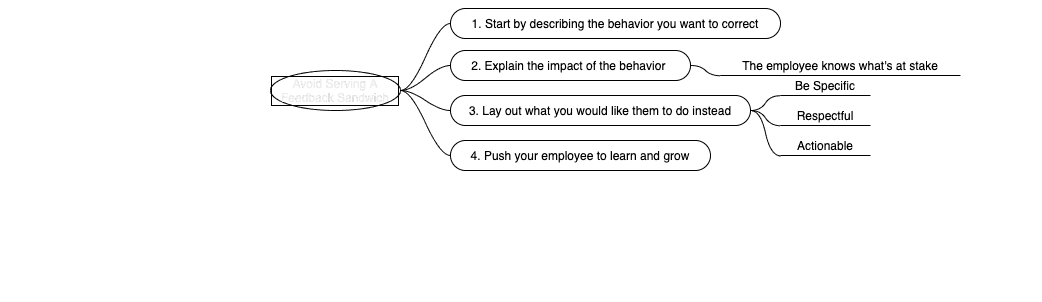 Avoid Serving A
Feedback Sandwich
1. Start by describing the behavior you want to correct
2. Explain the impact of the behavior
The employee knows what's at stake
3. Lay out what you would like them to do instead
Be Specific
Respectful
Actionable
4. Push your employee to learn and grow